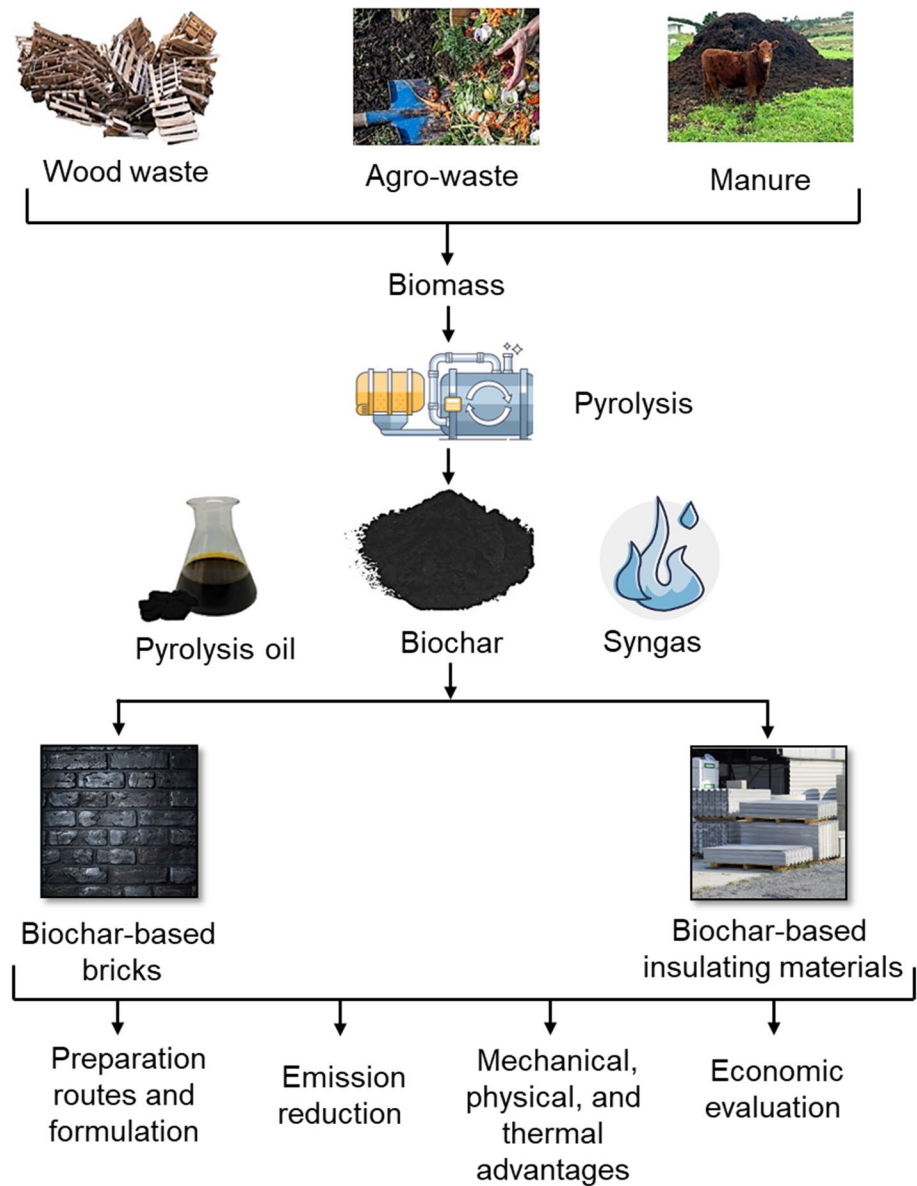 Wood waste
Agro-waste
Manure
Biomass
Pyrolysis
Pyrolysis oil
Biochar
Syngas
Biochar-based
bricks
Biochar-based
insulating materials
Preparation
routes and
formulation
Emission
reduction
Mechanical,
physical, and
thermal
advantages
Economic
evaluation